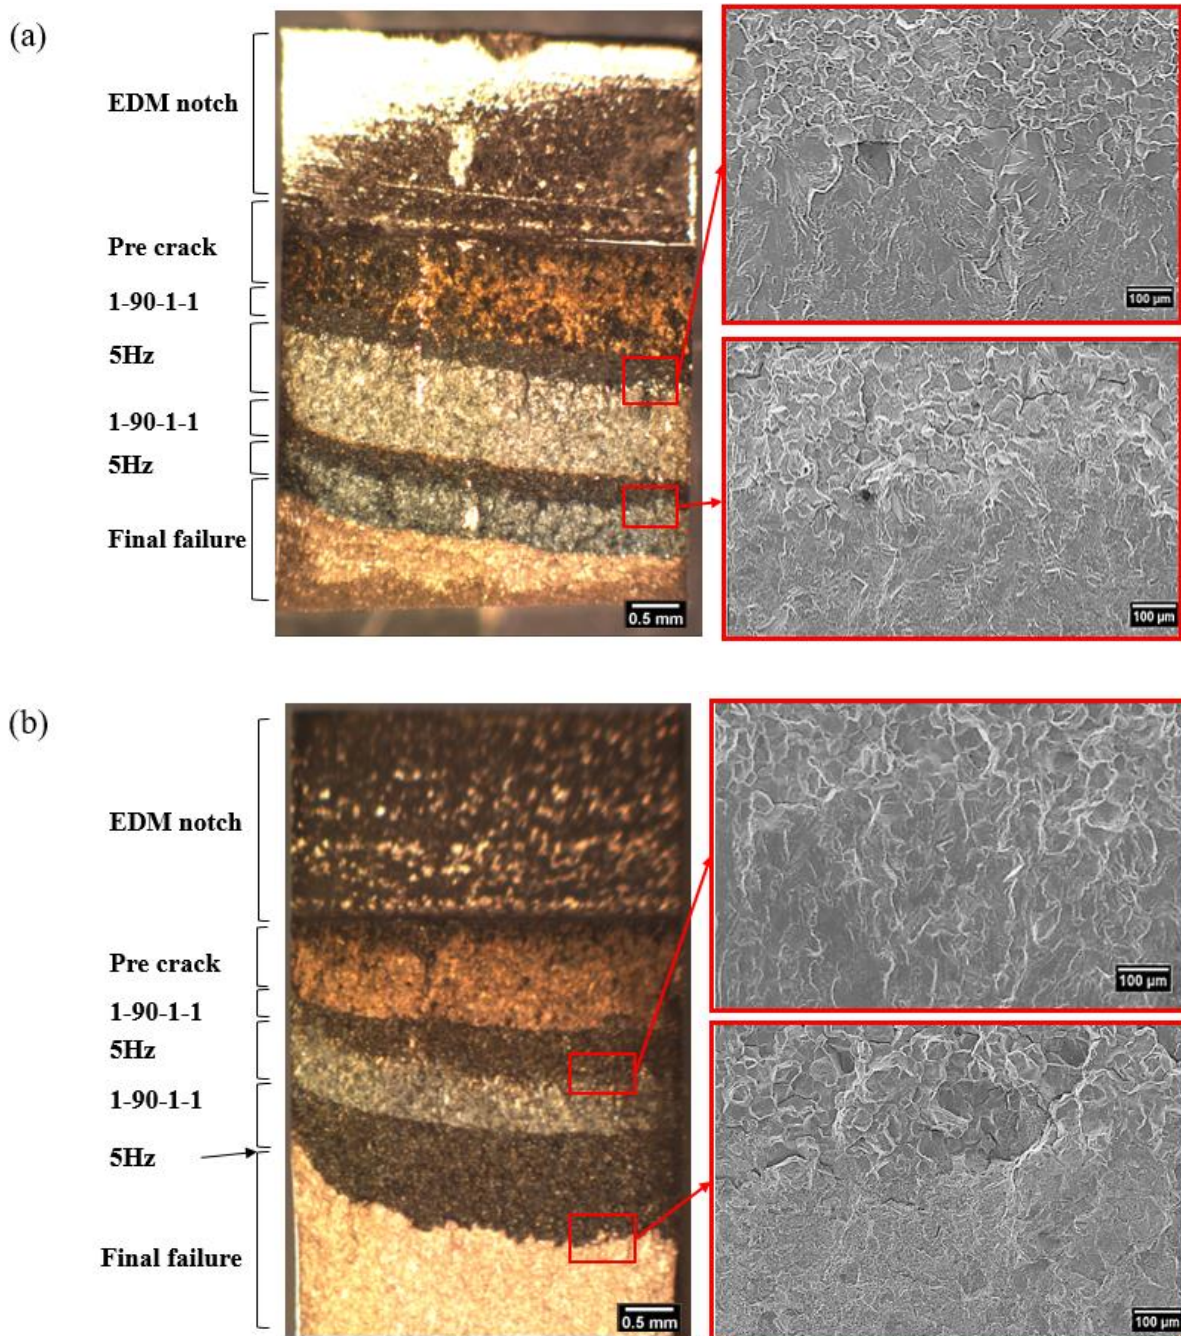 (a)
EDM notch
Pre crack
1-90-1-1
5Hz
1-90-1-1
5Hz
Final failure
0.5 mm
100 µm
100 µm
(b)
EDM notch
Pre crack
1-90-1-1
5Hz
1-90-1-1
5Hz
Final failure
0.5 mm
100 µm
100 µm